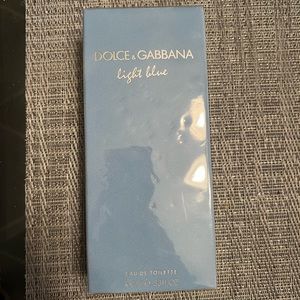 DOLCE & GABBANA
light blue
EAU DE TOILETTE